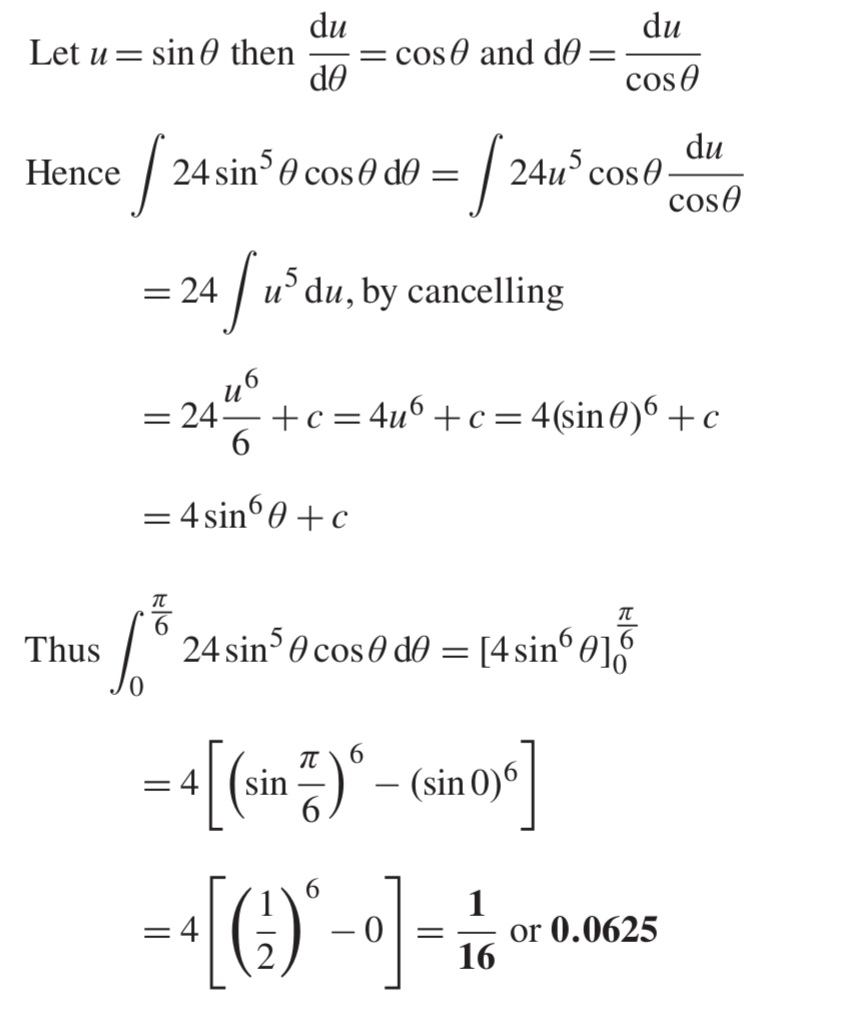 Let u = sin θ then du/dθ = cos θ and dθ = du/cos θ
Hence ∫ 24 sin⁵ θ cos θ dθ = ∫ 24u⁵ cos θ du/cos θ
= 24 ∫ u⁵ du, by cancelling
= 24 u⁶/6 + c = 4u⁶ + c = 4(sin θ)⁶ + c
= 4 sin⁶ θ + c
Thus ∫₀^(π/6) 24 sin⁵ θ cos θ dθ = [4 sin⁶ θ]₀^(π/6)
= 4[(sin π/6)⁶ − (sin 0)⁶]
= 4[(1/2)⁶ − 0] = 1/16 or 0.0625